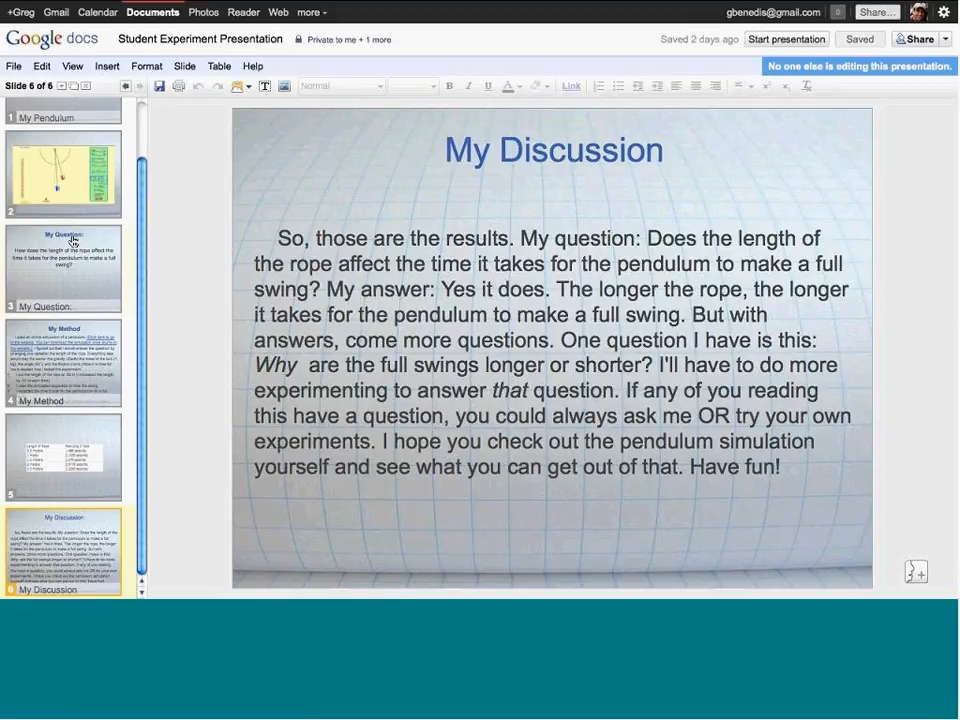 +Greg Gmail Calendar Documents Photos Reader Web more
gbenedis@gmail.com 0 Share...
Google docs Student Experiment Presentation Private to me + 1 more Saved 2 days ago Start presentation Saved Share
File Edit View Insert Format Slide Table Help No one else is editing this presentation.
Slide 6 of 6 Normal B I U A Link
1 My Pendulum
2
My Question:
How does the length of the rope affect the
time it takes for the pendulum to make a full
swing?
3 My Question:
My Method
4 My Method
5
My Discussion
6 My Discussion
My Discussion
So, those are the results. My question: Does the length of
the rope affect the time it takes for the pendulum to make a full
swing? My answer: Yes it does. The longer the rope, the longer
it takes for the pendulum to make a full swing. But with
answers, come more questions. One question I have is this:
Why are the full swings longer or shorter? I'll have to do more
experimenting to answer that question. If any of you reading
this have a question, you could always ask me OR try your own
experiments. I hope you check out the pendulum simulation
yourself and see what you can get out of that. Have fun!